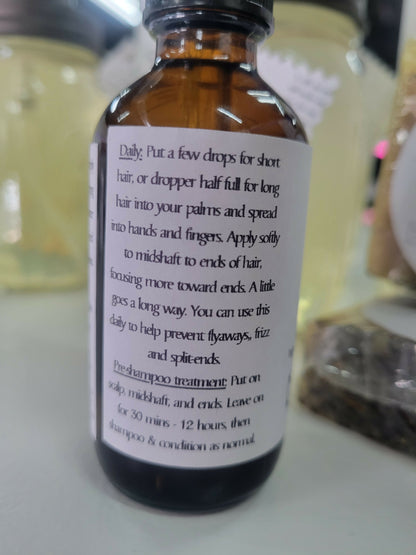 Daily: Put a few drops for short
hair, or dropper half full for long
hair into your palms and spread
into hands and fingers. Apply softly
to midshaft to ends of hair,
focusing more toward ends. A little
goes a long way. You can use this
daily to help prevent flyaways,, frizz
and split-ends.
Pre-shampoo treatment: Put on
scalp, midshaft, and ends. Leave on
for 30 mins - 12 hours, then
shampoo & condition as normal.